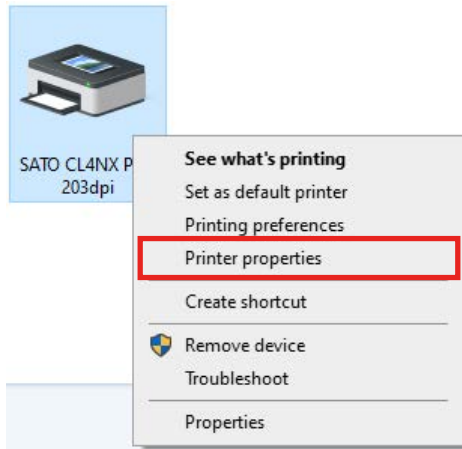 SATO CL4NX P
203dpi
See what's printing
Set as default printer
Printing preferences
Printer properties
Create shortcut
Remove device
Troubleshoot
Properties